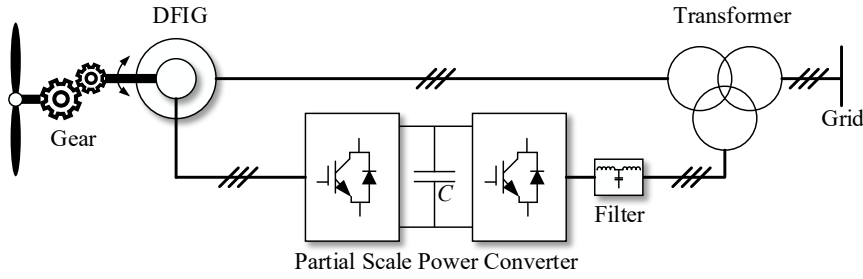 DFIG
Transformer
Gear
Grid
C
Filter
Partial Scale Power Converter